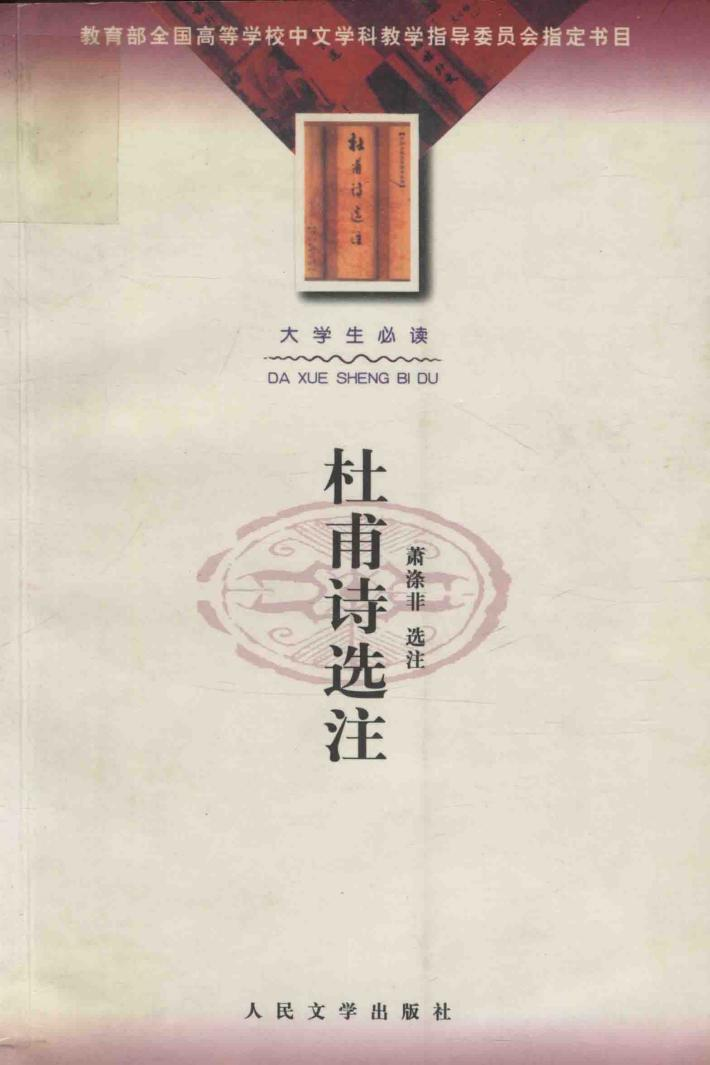 教育部全国高等学校中文学科教学指导委员会指定书目
杜甫诗选注
大学生必读
DA XUE SHENG BI DU
杜甫诗选注
萧涤非 选注
人民文学出版社